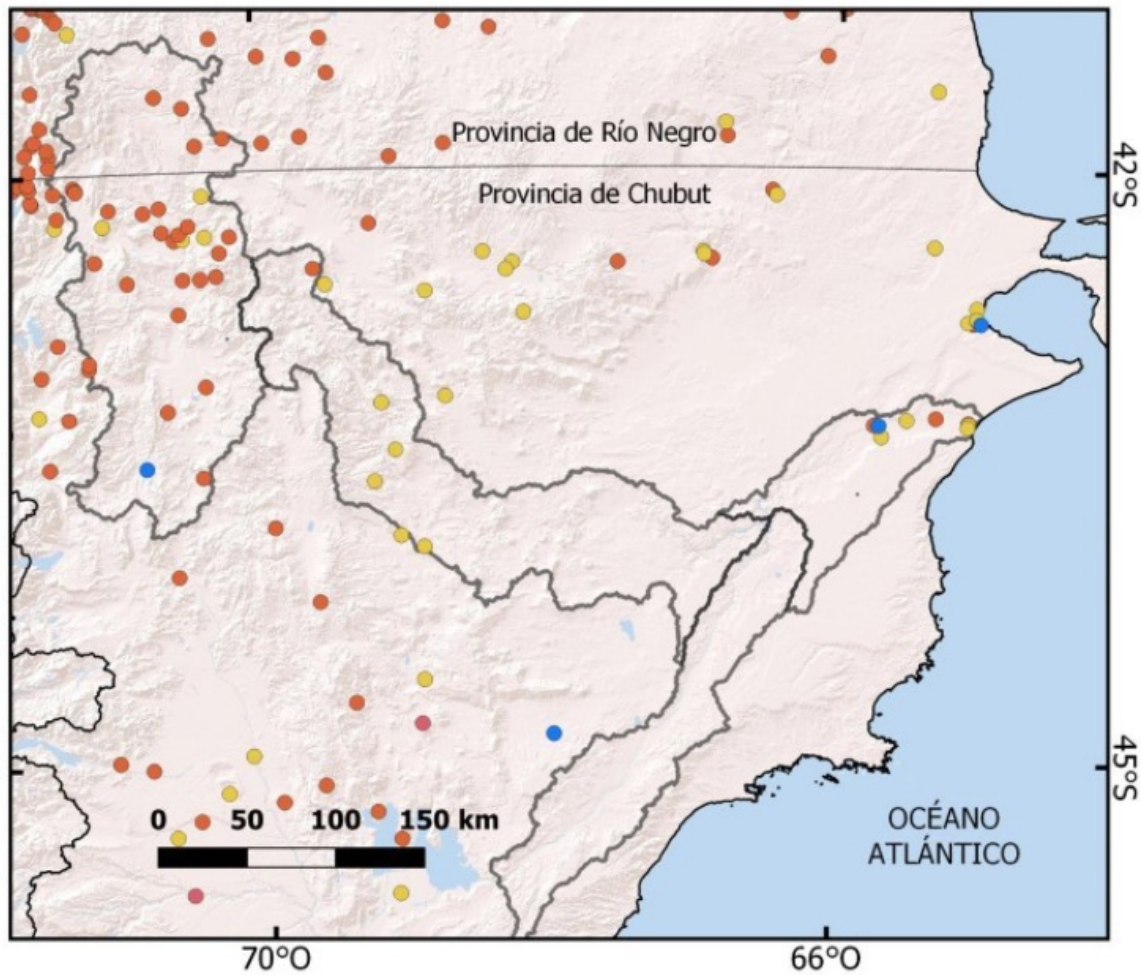 Provincia de Río Negro
42°S
Provincia de Chubut
45°S
0 50 100 150 km
OCÉANO
ATLÁNTICO
70°O
66°O